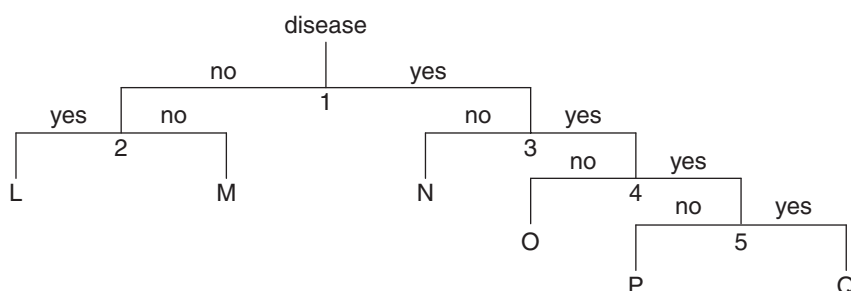 disease
no yes
1
yes no no yes
2 3
L M N no yes
4
O no yes
5
P